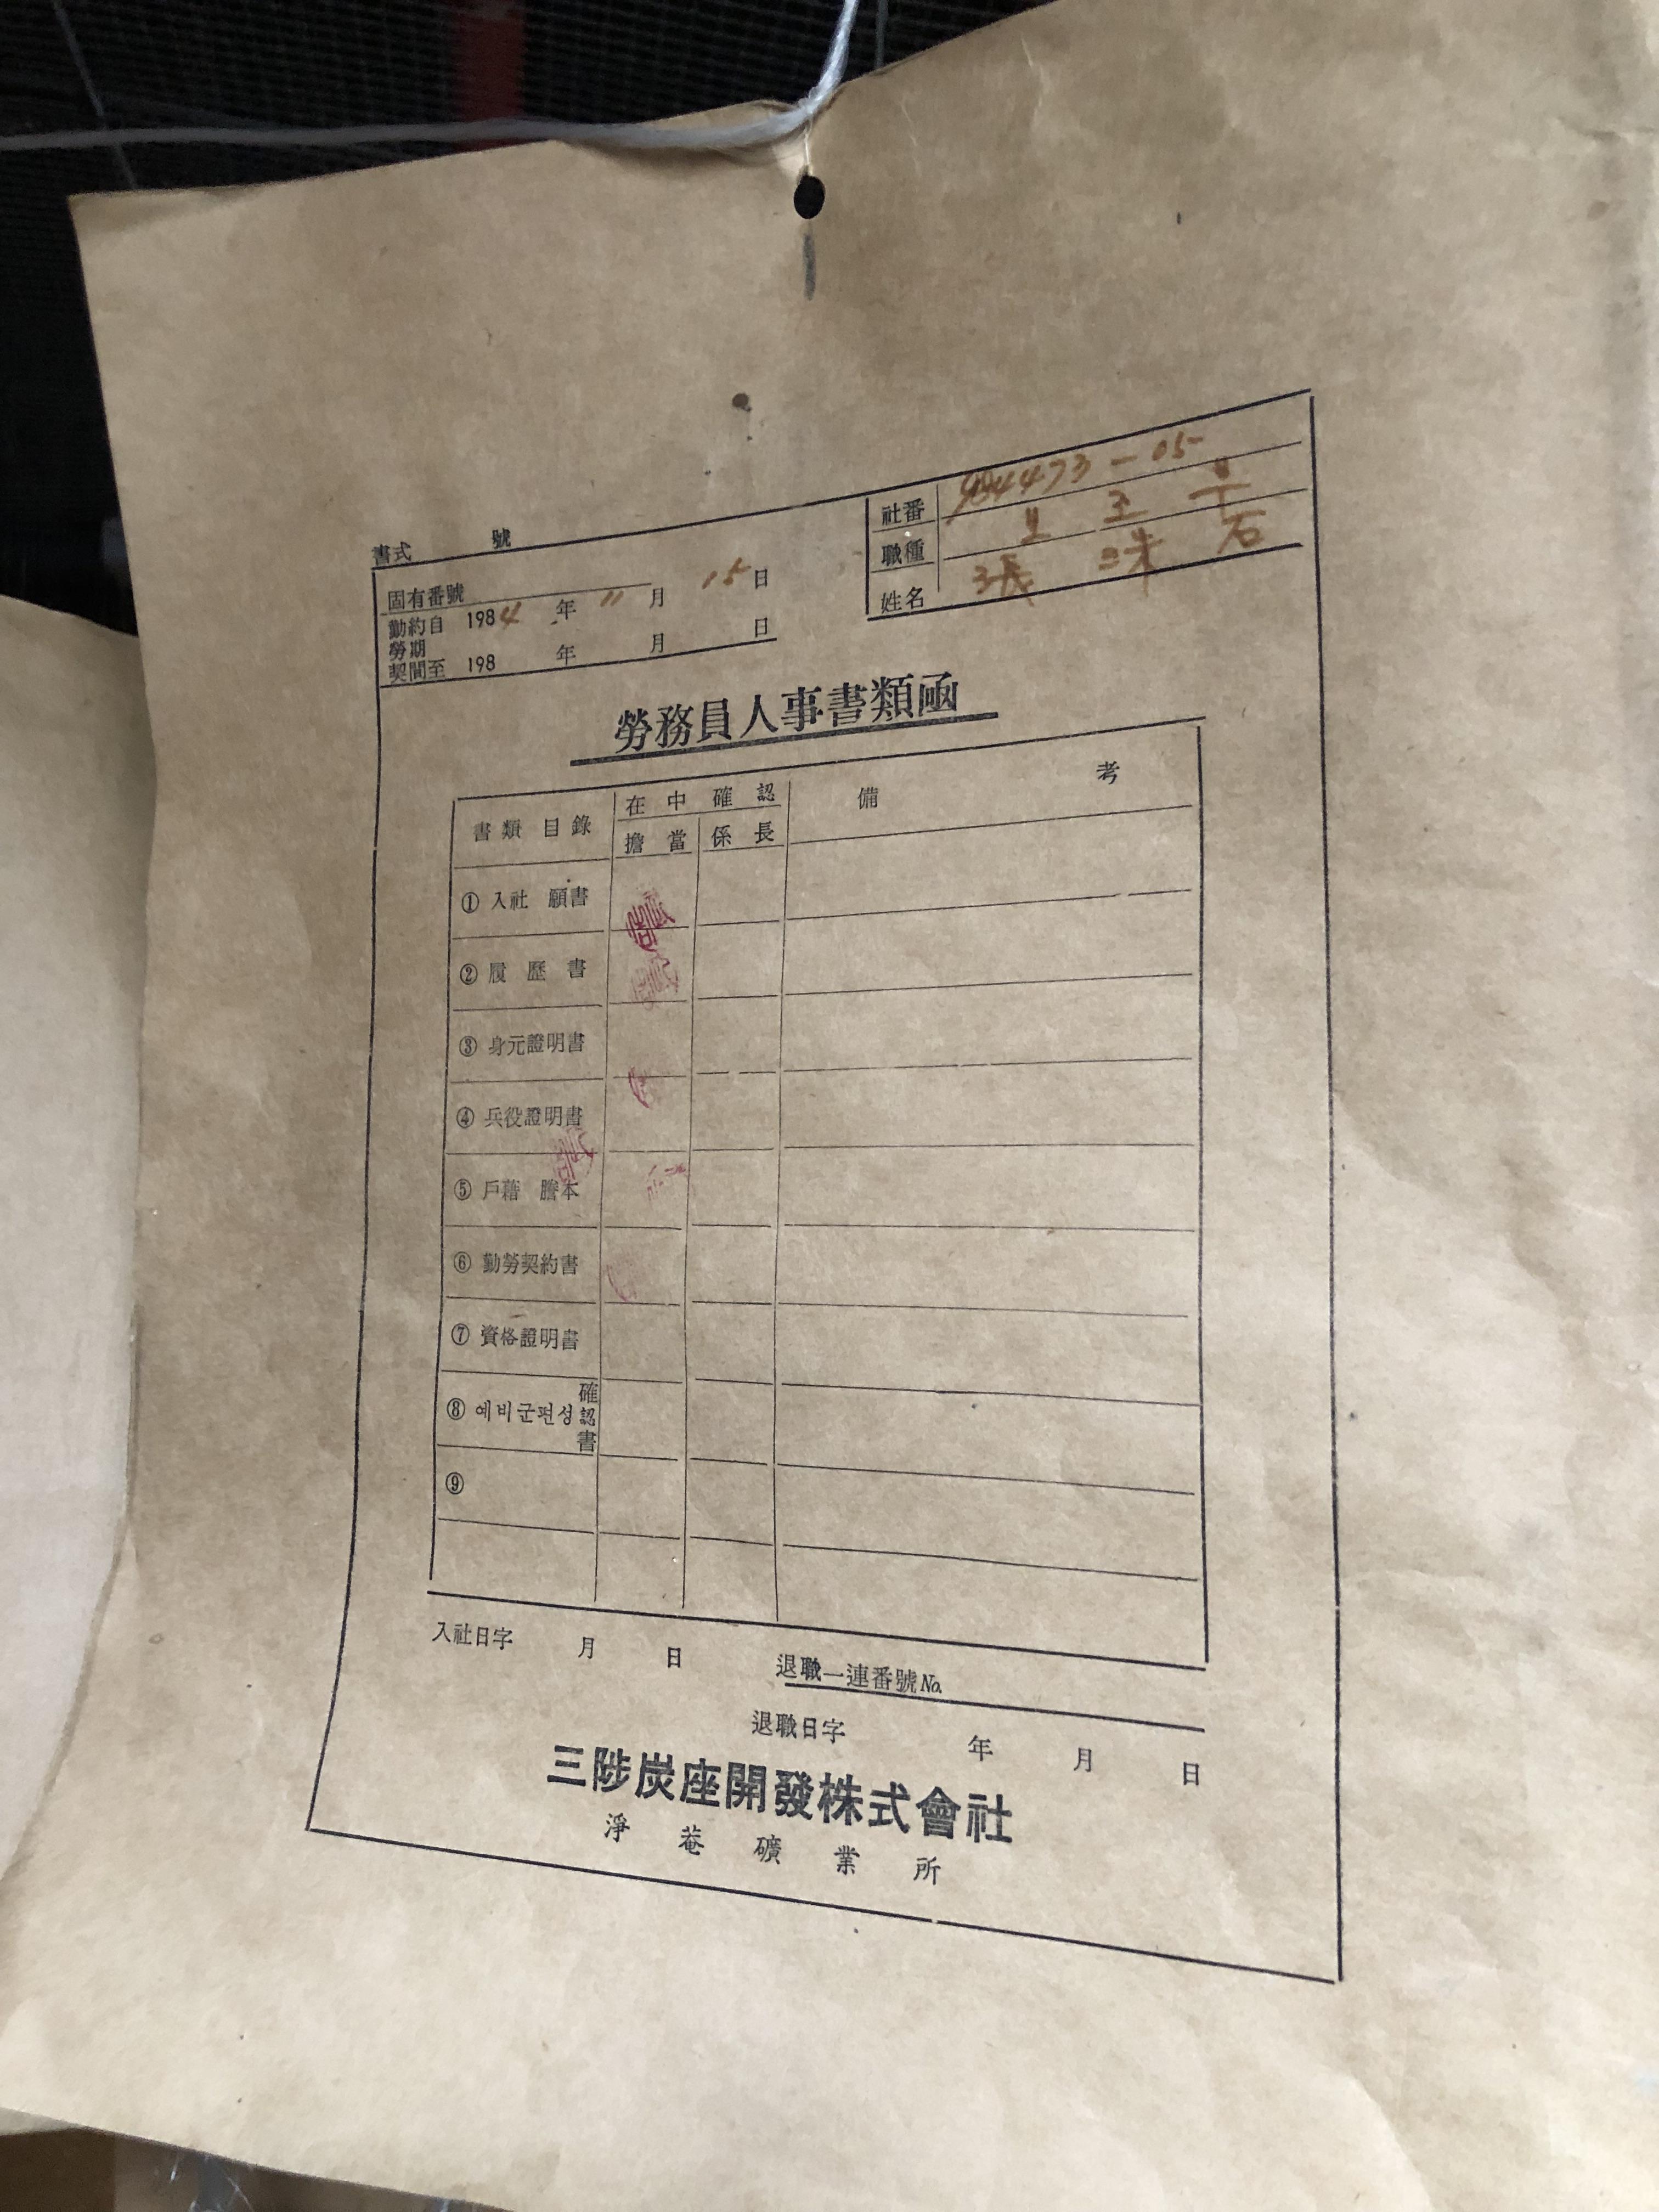 書式 號
固有番號
勤約自 1984 年 11 月 15 日
勞期
契間至 198 年 月 日
社番
職種 보조부
姓名 張洙石
勞務員人事書類函
書類目錄 在中確認 備考
擔當 係長
① 入社願書
② 履歷書
③ 身元證明書
④ 兵役證明書
⑤ 戶籍謄本
⑥ 勤勞契約書
⑦ 資格證明書
⑧ 예비군편성確認書
⑨
入社日字 月 日
退職一連番號 No.
退職日字 年 月 日
三陟炭座開發株式會社
淨菴礦業所